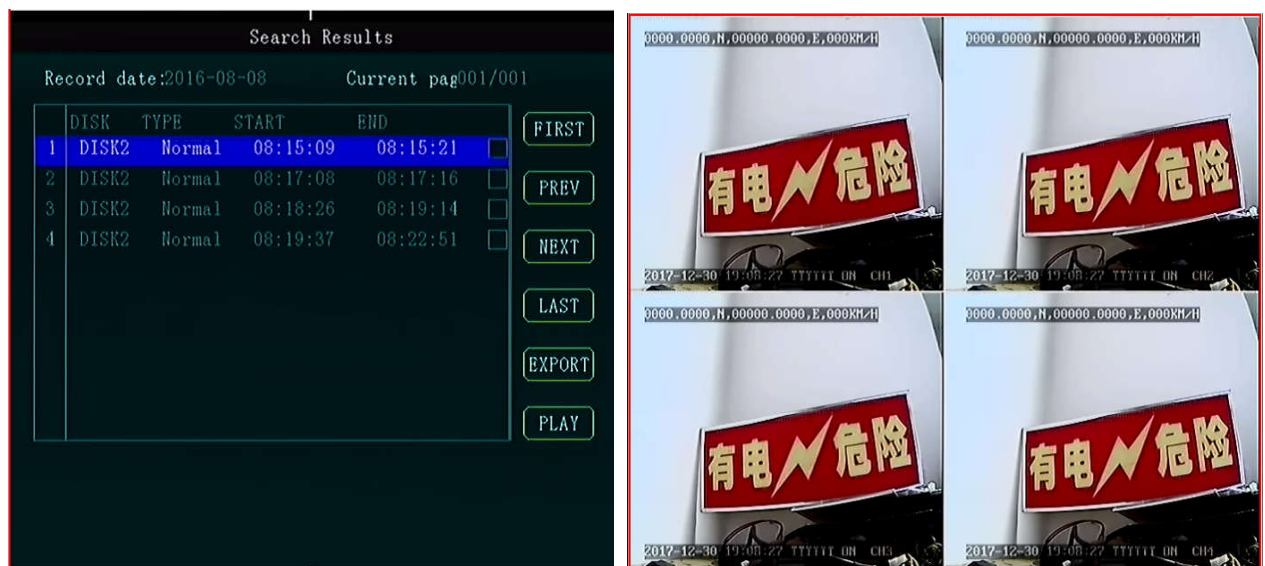 Search Results
Record date:2016-08-08 Current pag001/001
DISK TYPE START END
1 DISK2 Normal 08:15:09 08:15:21
2 DISK2 Normal 08:17:08 08:17:16
3 DISK2 Normal 08:18:26 08:19:14
4 DISK2 Normal 08:19:37 08:22:51
FIRST
PREV
NEXT
LAST
EXPORT
PLAY
0000.0000,N,00000.0000,E,000KM/H
有电 危险
2017-12-30 19:08:27 TTYYTT ON CH1
0000.0000,N,00000.0000,E,000KM/H
有电 危险
2017-12-30 19:08:27 TTYYTT ON CH2
0000.0000,N,00000.0000,E,000KM/H
有电 危险
2017-12-30 19:08:27 TTYYTT ON CH3
0000.0000,N,00000.0000,E,000KM/H
有电 危险
2017-12-30 19:08:27 TTYYTT ON CH4